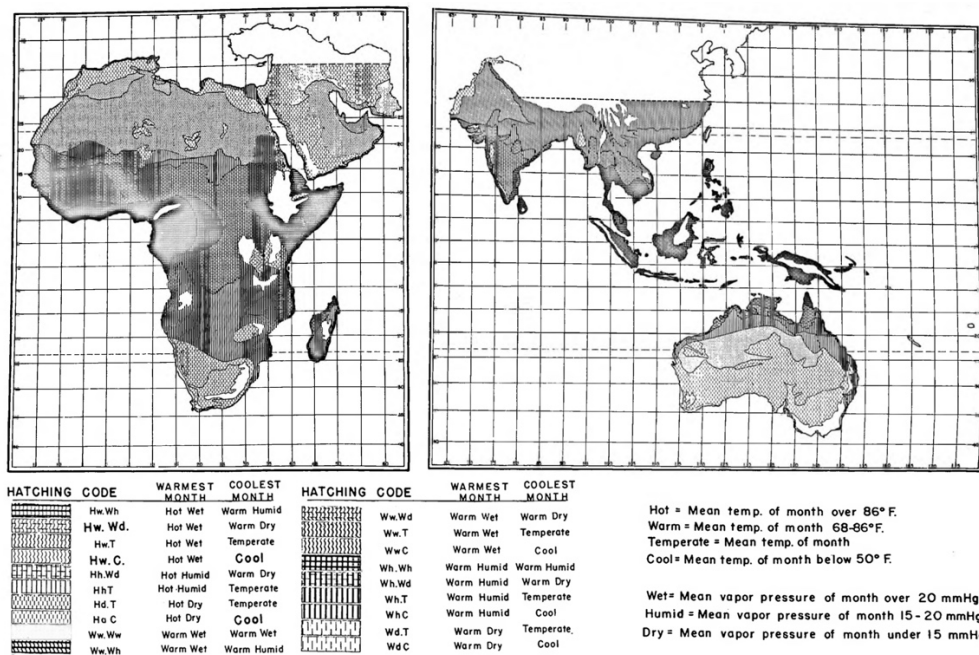 HATCHING CODE WARMEST MONTH COOLEST MONTH
Hw.Wh Hot Wet Warm Humid
Hw. Wd. Hot Wet Warm Dry
Hw.T Hot Wet Temperate
Hw.C. Hot Wet Cool
Hh.Wd Hot Humid Warm Dry
HhT Hot Humid Temperate
Hd.T Hot Dry Temperate
HaC Hot Dry Cool
Ww.Ww Warm Wet Warm Wet
Ww.Wh Warm Wet Warm Humid
HATCHING CODE WARMEST MONTH COOLEST MONTH
Ww.Wd Warm Wet Warm Dry
Ww.T Warm Wet Temperate
WwC Warm Wet Cool
Wh.Wh Warm Humid Warm Humid
Wh.Wd Warm Humid Warm Dry
Wh.T Warm Humid Temperate
WhC Warm Humid Cool
Wd.T Warm Dry Temperate.
WdC Warm Dry Cool
Hot = Mean temp. of month over 86°F.
Warm = Mean temp. of month 68-86°F.
Temperate = Mean temp. of month
Cool = Mean temp. of month below 50°F.
Wet = Mean vapor pressure of month over 20 mmHg
Humid = Mean vapor pressure of month 15-20 mmHg
Dry = Mean vapor pressure of month under 15 mmH